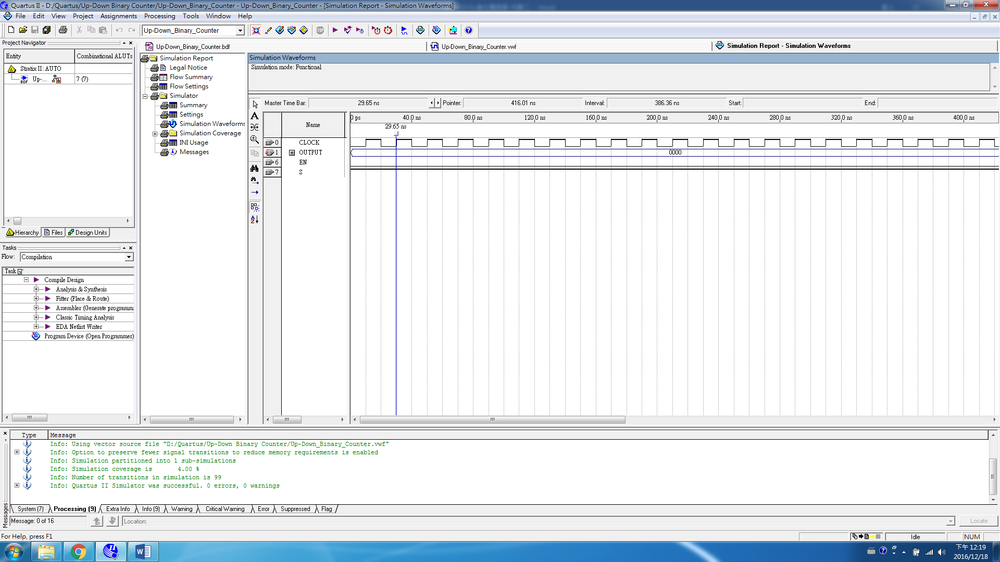 Quartus II - D:/Quartus/Up-Down Binary Counter/Up-Down_Binary_Counter - Up-Down_Binary_Counter - [Simulation Report - Simulation Waveforms]
File Edit View Project Assignments Processing Tools Window Help
Up-Down_Binary_Counter
Project Navigator
Entity Combinational ALUTs
Stratix II: AUTO
Up-... 7 (7)
Hierarchy Files Design Units
Tasks
Flow: Compilation
Task
Compile Design
Analysis & Synthesis
Fitter (Place & Route)
Assembler (Generate programm
Classic Timing Analysis
EDA Netlist Writer
Program Device (Open Programmer)
Up-Down_Binary_Counter.bdf
Up-Down_Binary_Counter.vwf
Simulation Report - Simulation Waveforms
Simulation Report
Legal Notice
Flow Summary
Flow Settings
Simulator
Summary
Settings
Simulation Waveforms
Simulation Coverage
INI Usage
Messages
Simulation Waveforms
Simulation mode: Functional
Master Time Bar: 29.65 ns Pointer: 416.01 ns Interval: 386.36 ns Start: End:
Name
0 ps 40.0 ns 80.0 ns 120.0 ns 160.0 ns 200.0 ns 240.0 ns 280.0 ns 320.0 ns 360.0 ns 400.0 ns
29.65 ns
0 CLOCK
1 OUTPUT 0000
6 EN
7 S
Type Message
Info: Using vector source file "D:/Quartus/Up-Down Binary Counter/Up-Down_Binary_Counter.vwf"
Info: Option to preserve fewer signal transitions to reduce memory requirements is enabled
Info: Simulation partitioned into 1 sub-simulations
Info: Simulation coverage is 4.00 %
Info: Number of transitions in simulation is 99
Info: Quartus II Simulator was successful. 0 errors, 0 warnings
System (7) Processing (9) Extra Info Info (9) Warning Critical Warning Error Suppressed Flag
Messages
Message: 0 of 16 Location: Locate
For Help, press F1 Idle NUM
下午 12:19
2016/12/18